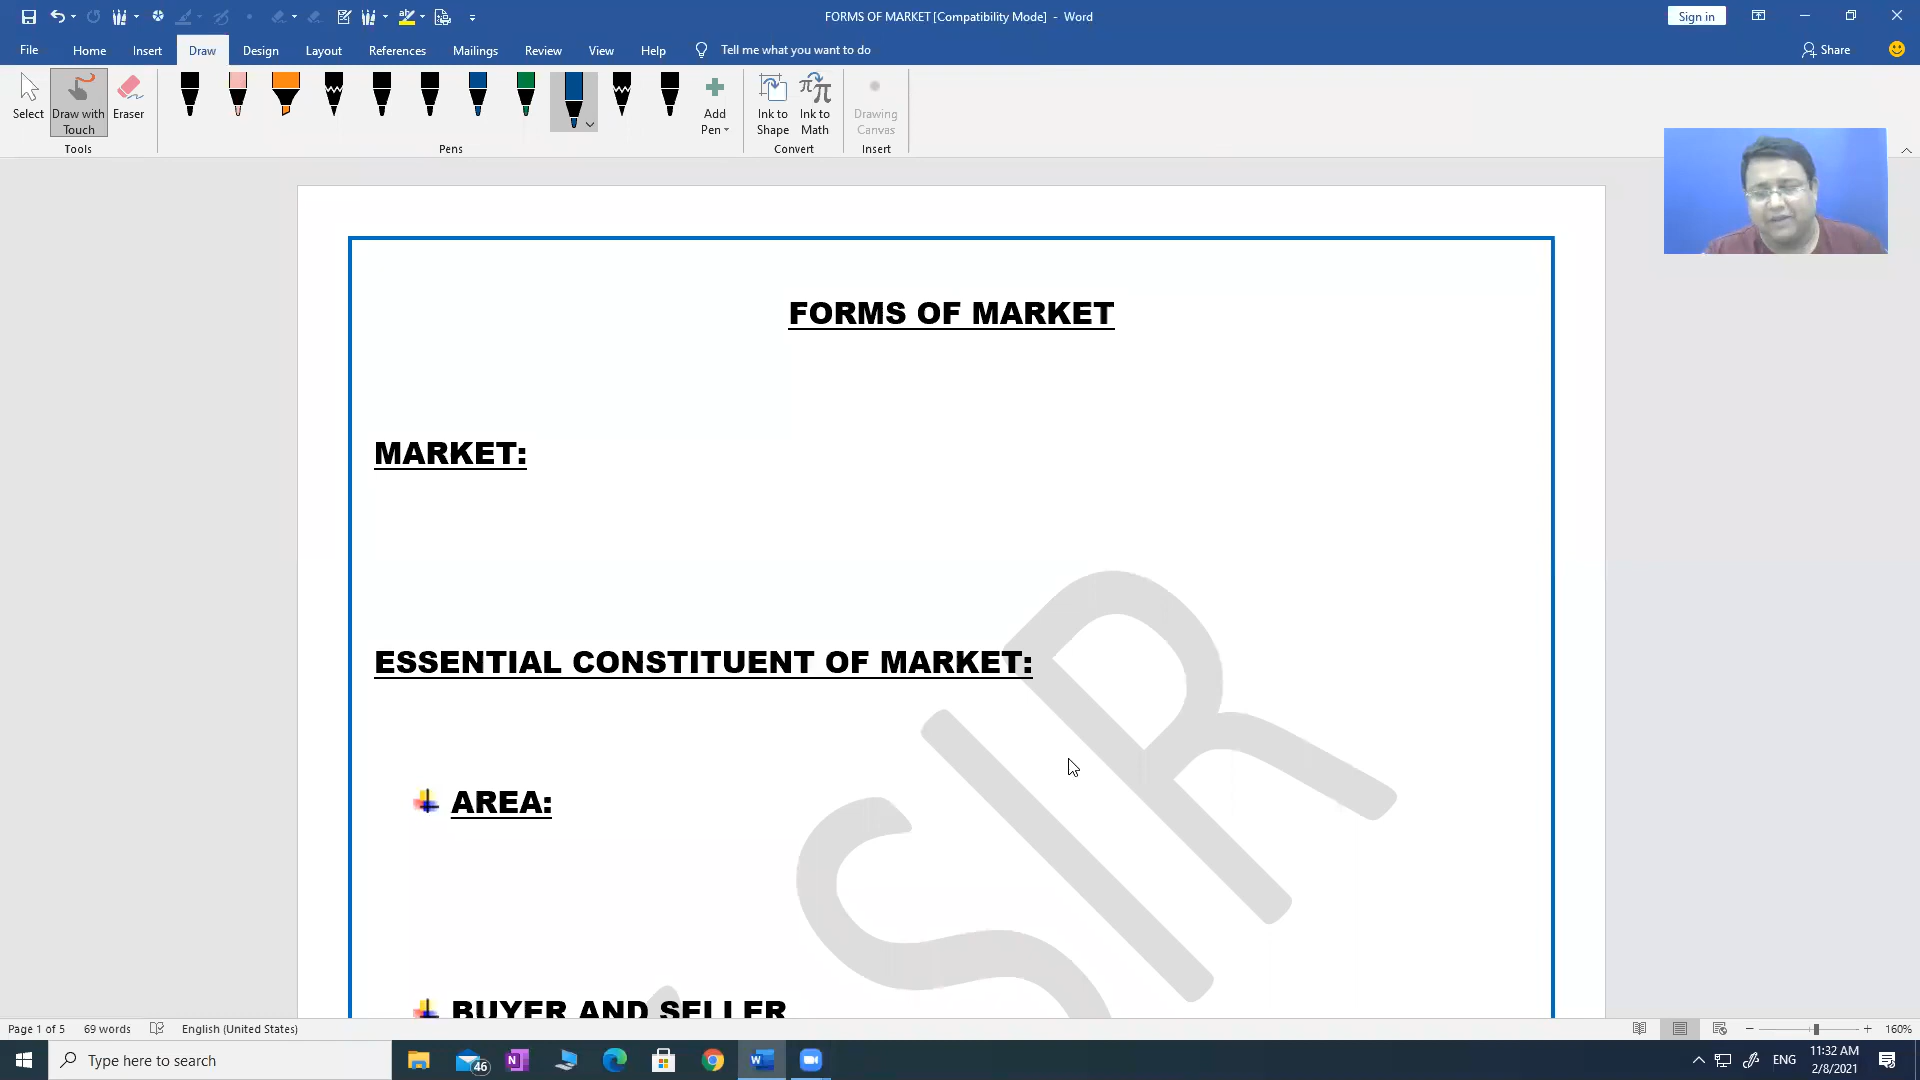 FORMS OF MARKET [Compatibility Mode] - Word
Sign in
File Home Insert Draw Design Layout References Mailings Review View Help Tell me what you want to do Share
Select Draw with Touch Eraser Add Pen Ink to Shape Ink to Math Drawing Canvas
Tools Pens Convert Insert
FORMS OF MARKET
MARKET:
ESSENTIAL CONSTITUENT OF MARKET:
AREA:
BUYER AND SELLER
SIR
Page 1 of 5 69 words English (United States) 160%
Type here to search 46 ENG 11:32 AM
2/8/2021